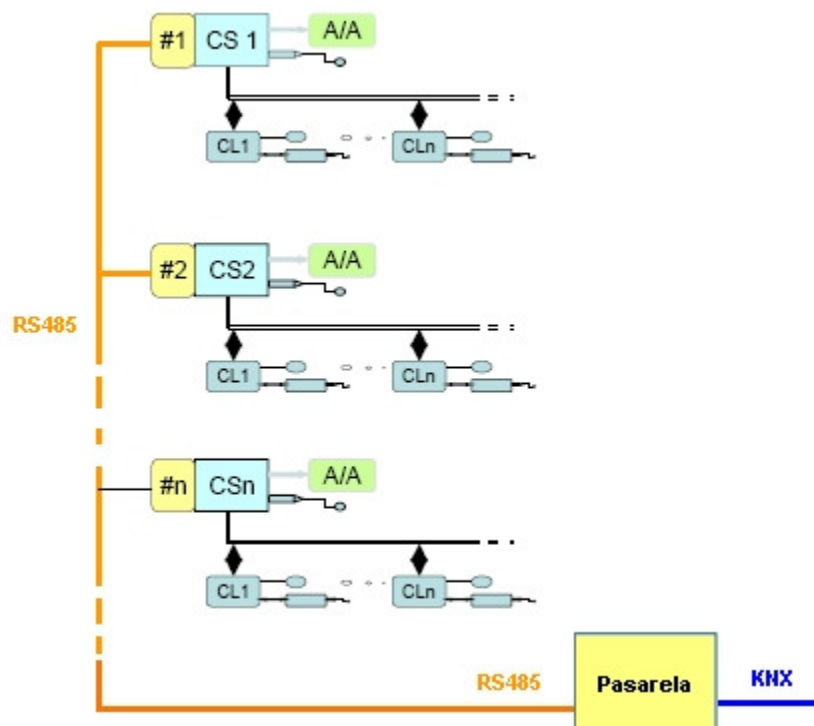 #1 CS 1 A/A
CL1 CLn
#2 CS2 A/A
RS485
CL1 CLn
#n CSn A/A
CL1 CLn
RS485 Pasarela KNX